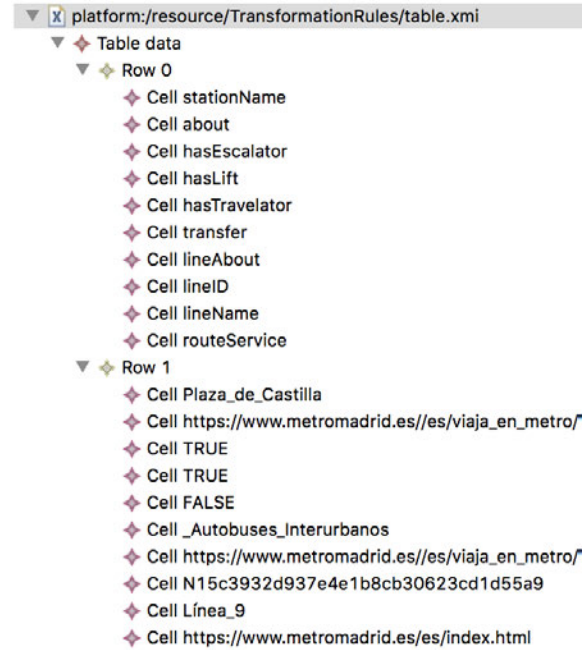 platform:/resource/TransformationRules/table.xmi
Table data
Row 0
Cell stationName
Cell about
Cell hasEscalator
Cell hasLift
Cell hasTravelator
Cell transfer
Cell lineAbout
Cell lineID
Cell lineName
Cell routeService
Row 1
Cell Plaza_de_Castilla
Cell https://www.metromadrid.es//es/viaja_en_metro/
Cell TRUE
Cell TRUE
Cell FALSE
Cell _Autobuses_Interurbanos
Cell https://www.metromadrid.es//es/viaja_en_metro/
Cell N15c3932d937e4e1b8cb30623cd1d55a9
Cell Línea_9
Cell https://www.metromadrid.es/es/index.html